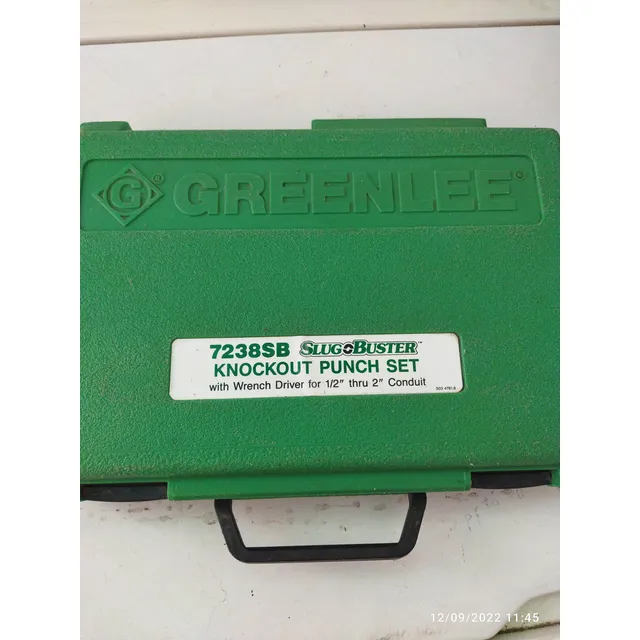 G® GREENLEE®
7238SB SLUG BUSTER™
KNOCKOUT PUNCH SET
with Wrench Driver for 1/2" thru 2" Conduit
12/09/2022 11:45